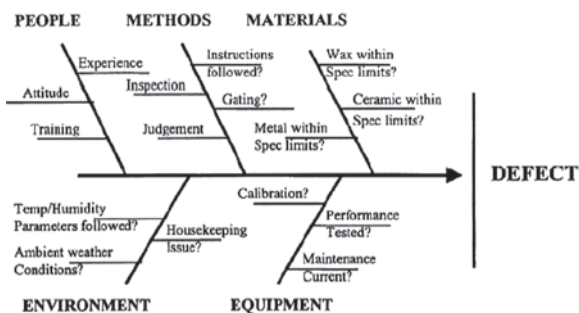 PEOPLE METHODS MATERIALS
Experience
Attitude
Training
Instructions
followed?
Inspection
Gating?
Judgement
Wax within
Spec limits?
Ceramic within
Spec limits?
Metal within
Spec limits?
DEFECT
Temp/Humidity
Parameters followed?
Housekeeping
Issue?
Ambient weather
Conditions?
Calibration?
Performance
Tested?
Maintenance
Current?
ENVIRONMENT EQUIPMENT